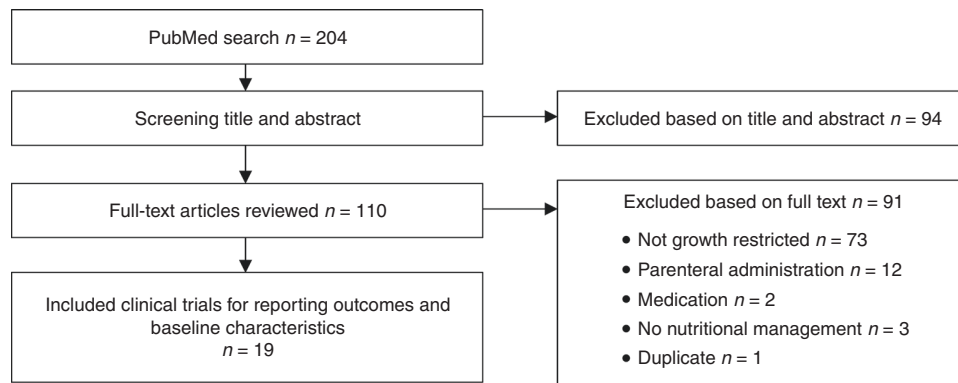 PubMed search n = 204
Screening title and abstract
Excluded based on title and abstract n = 94
Full-text articles reviewed n = 110
Excluded based on full text n = 91
• Not growth restricted n = 73
• Parenteral administration n = 12
• Medication n = 2
• No nutritional management n = 3
• Duplicate n = 1
Included clinical trials for reporting outcomes and
baseline characteristics
n = 19